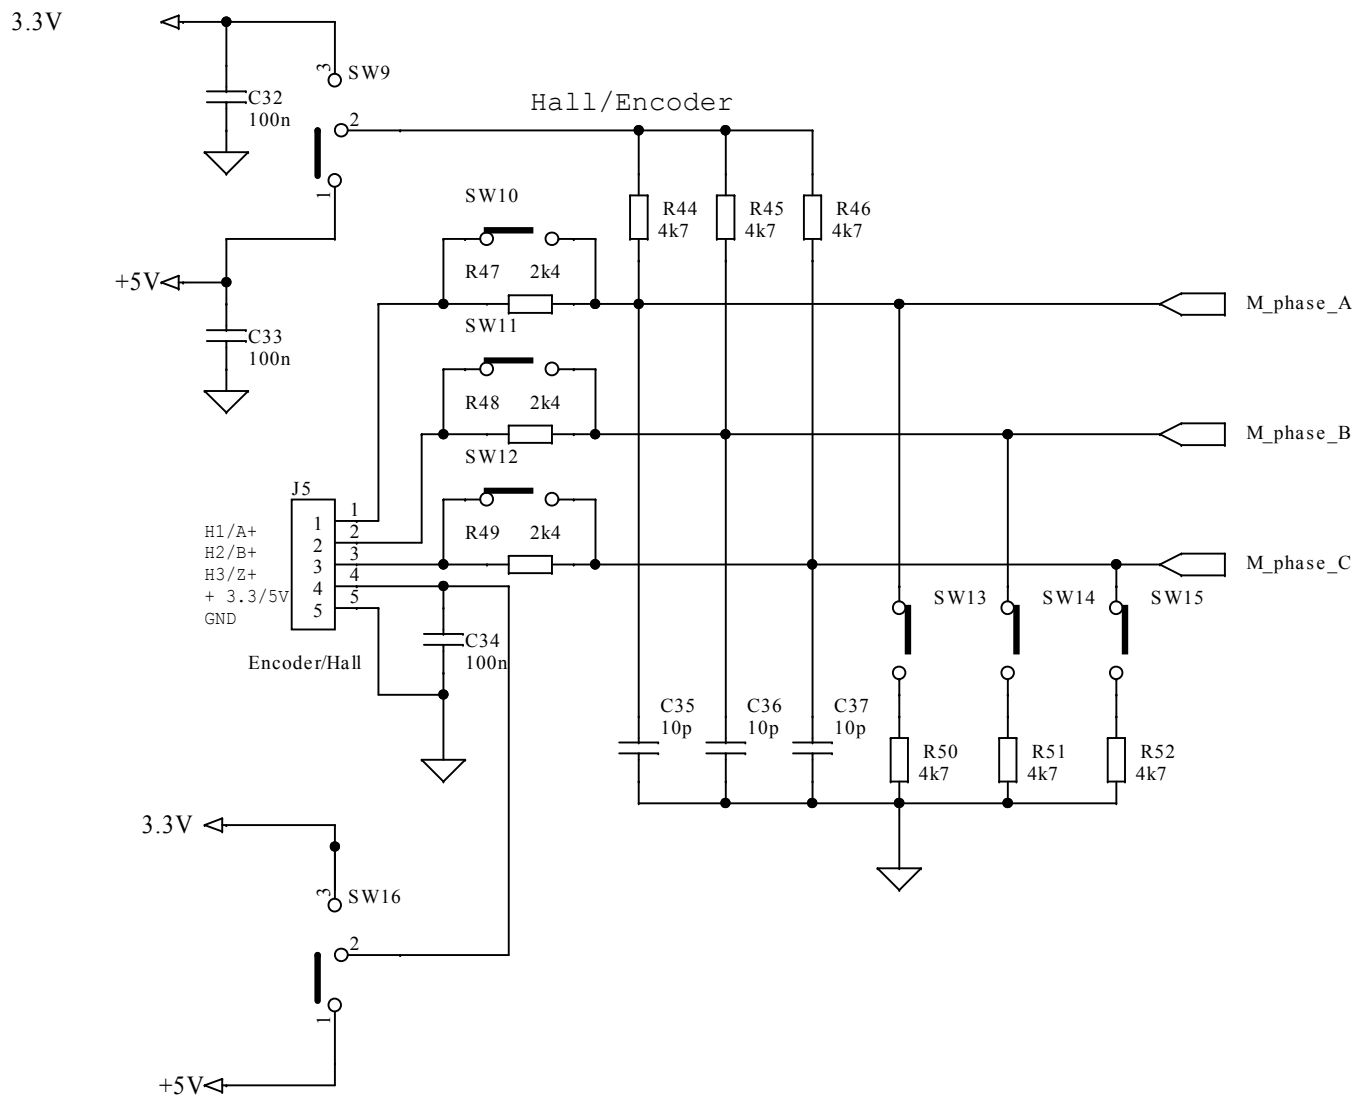 3.3V
3
SW9
C32
100n
Hall/Encoder
2
1
SW10
R44
4k7
R45
4k7
R46
4k7
R47 2k4
+5V
SW11
M_phase_A
C33
100n
R48 2k4
SW12
M_phase_B
J5
R49 2k4
M_phase_C
H1/A+
H2/B+
H3/Z+
+ 3.3/5V
GND
1
2
3
4
5
1
2
3
4
5
Encoder/Hall
C34
100n
SW13
SW14
SW15
C35
10p
C36
10p
C37
10p
R50
4k7
R51
4k7
R52
4k7
3.3V
3
SW16
2
1
+5V